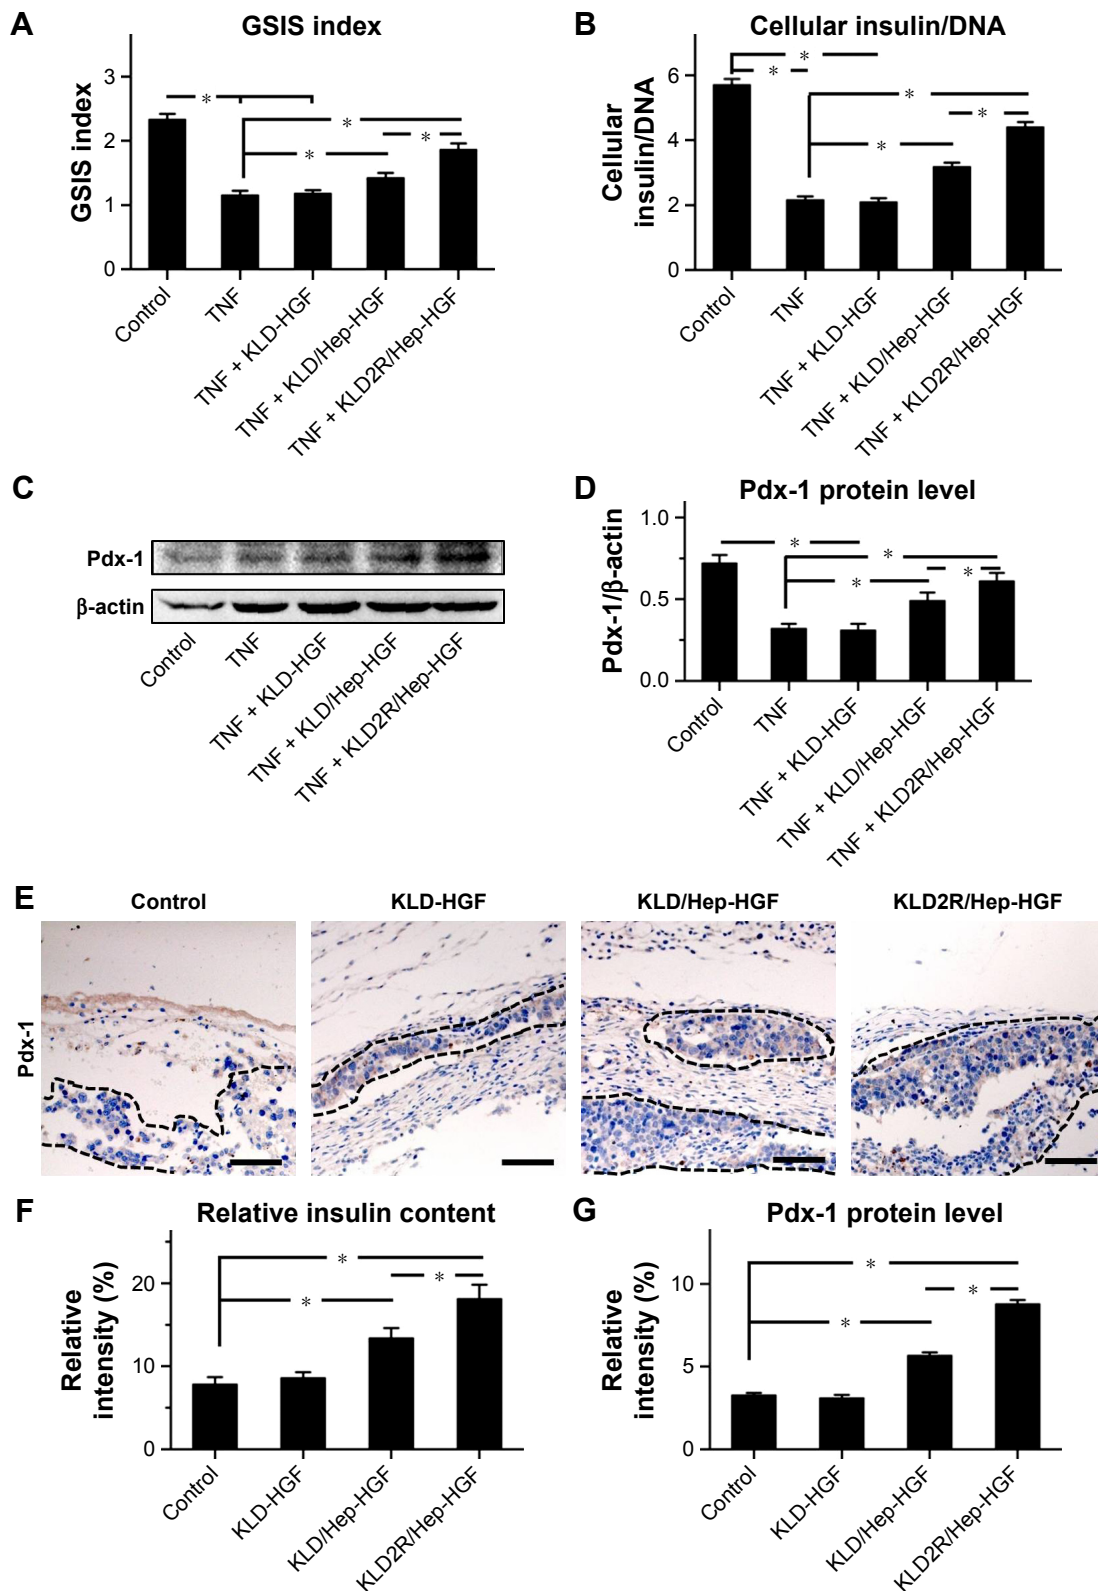 A
GSIS index
GSIS index
3
2
1
0
*
*
*
*
Control
TNF
TNF + KLD-HGF
TNF + KLD/Hep-HGF
TNF + KLD2R/Hep-HGF
B
Cellular insulin/DNA
Cellular
insulin/DNA
6
4
2
0
*
*
*
*
*
Control
TNF
TNF + KLD-HGF
TNF + KLD/Hep-HGF
TNF + KLD2R/Hep-HGF
C
Pdx-1
β-actin
Control
TNF
TNF + KLD-HGF
TNF + KLD/Hep-HGF
TNF + KLD2R/Hep-HGF
D
Pdx-1 protein level
Pdx-1/β-actin
1.0
0.5
0.0
*
*
*
*
Control
TNF
TNF + KLD-HGF
TNF + KLD/Hep-HGF
TNF + KLD2R/Hep-HGF
E
Control
KLD-HGF
KLD/Hep-HGF
KLD2R/Hep-HGF
Pdx-1
F
Relative insulin content
Relative
intensity (%)
20
10
0
*
*
*
Control
KLD-HGF
KLD/Hep-HGF
KLD2R/Hep-HGF
G
Pdx-1 protein level
Relative
intensity (%)
10
5
0
*
*
*
Control
KLD-HGF
KLD/Hep-HGF
KLD2R/Hep-HGF